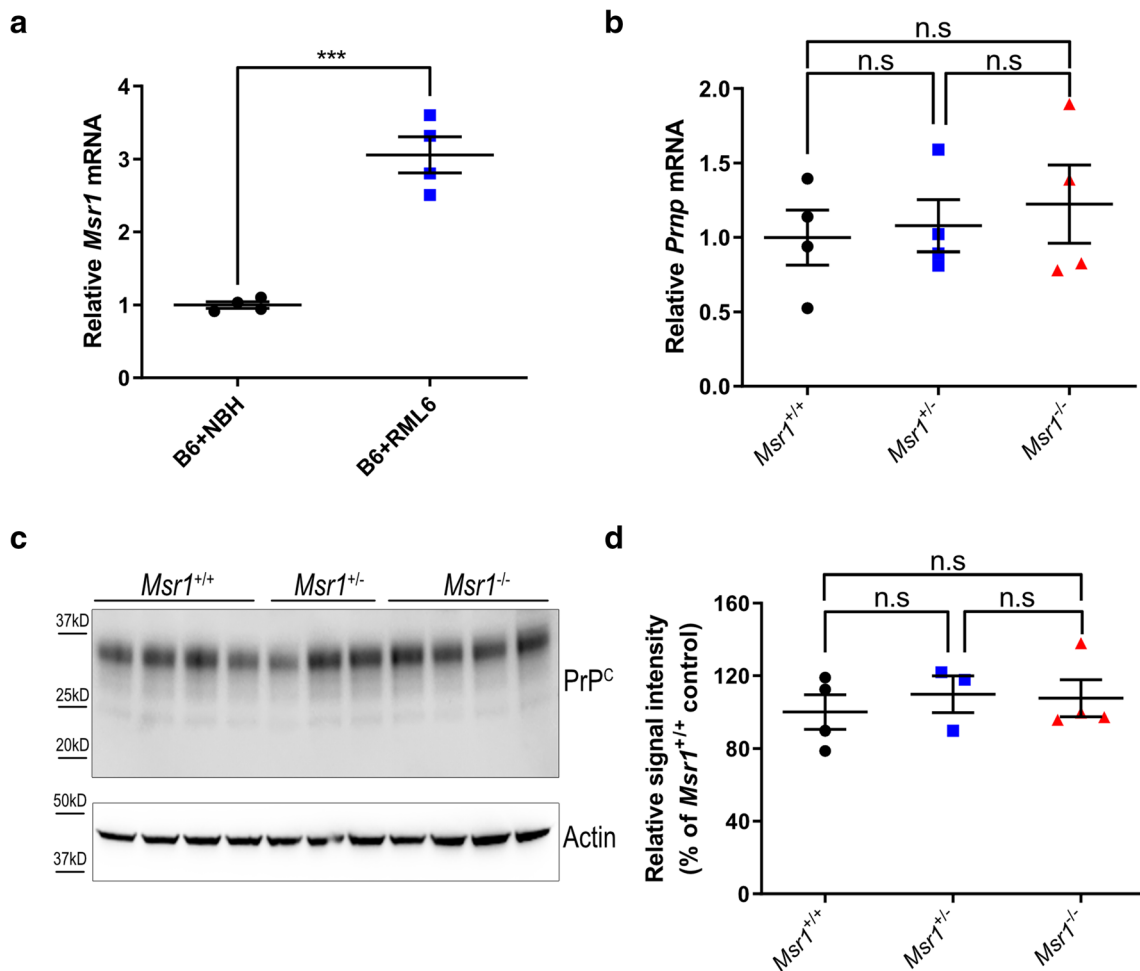 a
***
Relative Msr1 mRNA
4
3
2
1
0
B6+NBH
B6+RML6
b
n.s
n.s
n.s
Relative Prnp mRNA
2.0
1.5
1.0
0.5
0.0
Msr1+/+
Msr1+/-
Msr1-/-
c
Msr1+/+
Msr1+/-
Msr1-/-
37kD
25kD
20kD
PrPC
50kD
37kD
Actin
d
n.s
n.s
n.s
Relative signal intensity
(% of Msr1+/+ control)
160
120
80
40
0
Msr1+/+
Msr1+/-
Msr1-/-